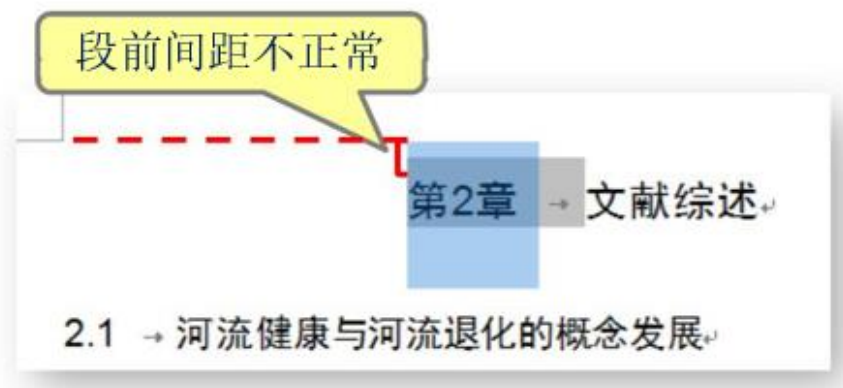 段前间距不正常
第2章 → 文献综述↵
2.1 → 河流健康与河流退化的概念发展↵